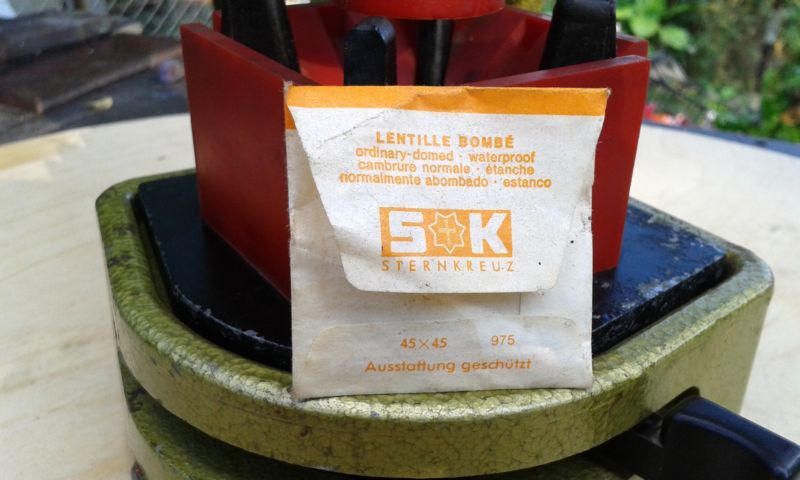 LENTILLE BOMBÉ
ordinary-domed · waterproof
cambrure normale · étanche
normalmente abombado · estanco
S K
STERNKREUZ
45×45 975
Ausstattung geschützt